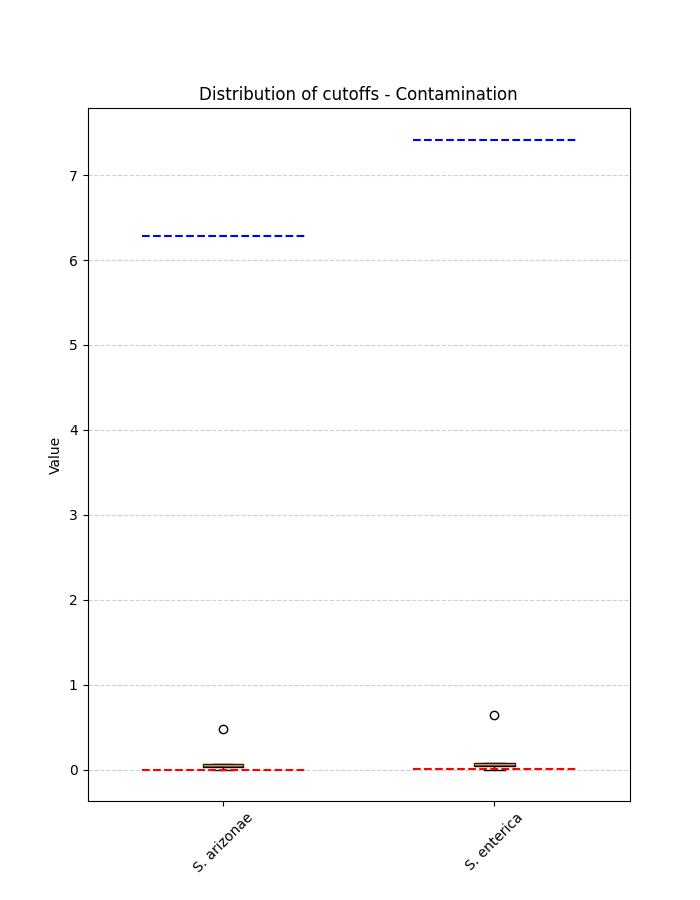 Distribution of cutoffs - Contamination
7
6
5
4
3
2
1
0
Value
S. arizonae
S. enterica